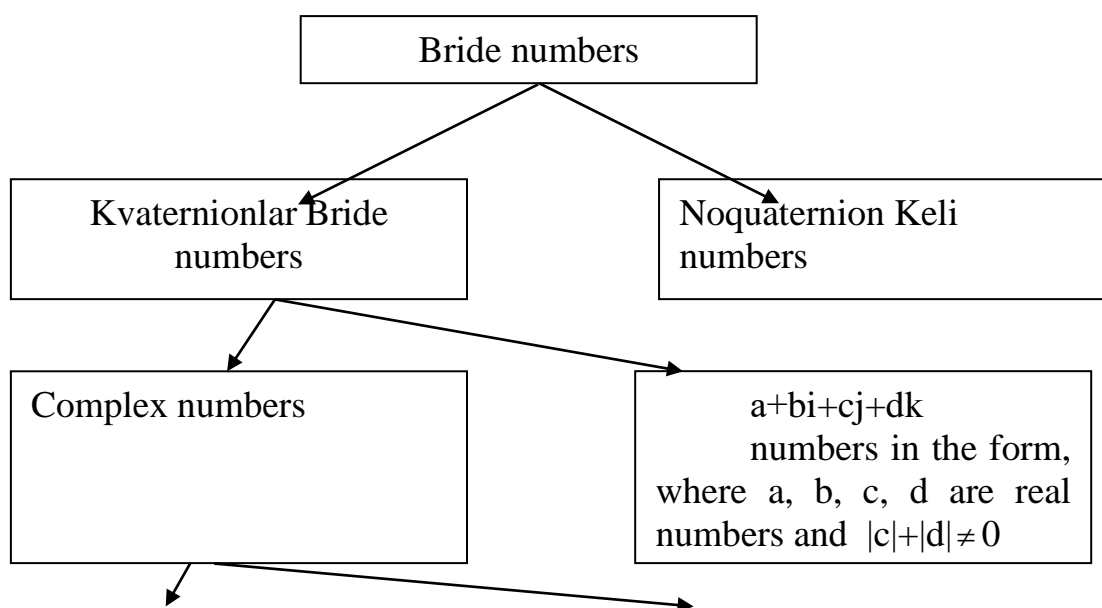 Bride numbers
Kvaternionlar Bride
numbers
Noquaternion Keli
numbers
Complex numbers
a+bi+cj+dk
numbers in the form,
where a, b, c, d are real
numbers and |c|+|d|≠0